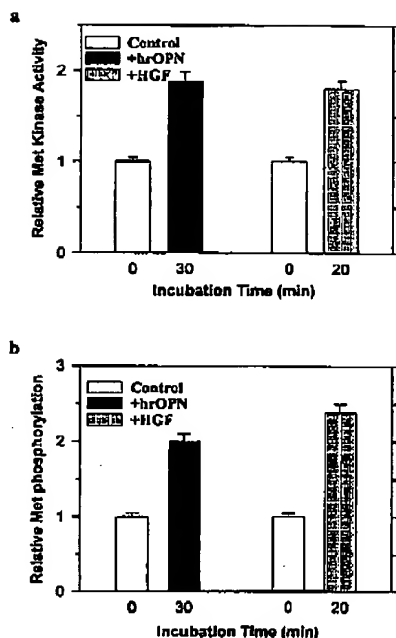 a
Control
+hrOPN
+HGF
2
1
0
Relative Met Kinase Activity
0 30 0 20
Incubation Time (min)
b
Control
+hrOPN
+HGF
3
2
1
0
Relative Met phosphorylation
0 30 0 20
Incubation Time (min)